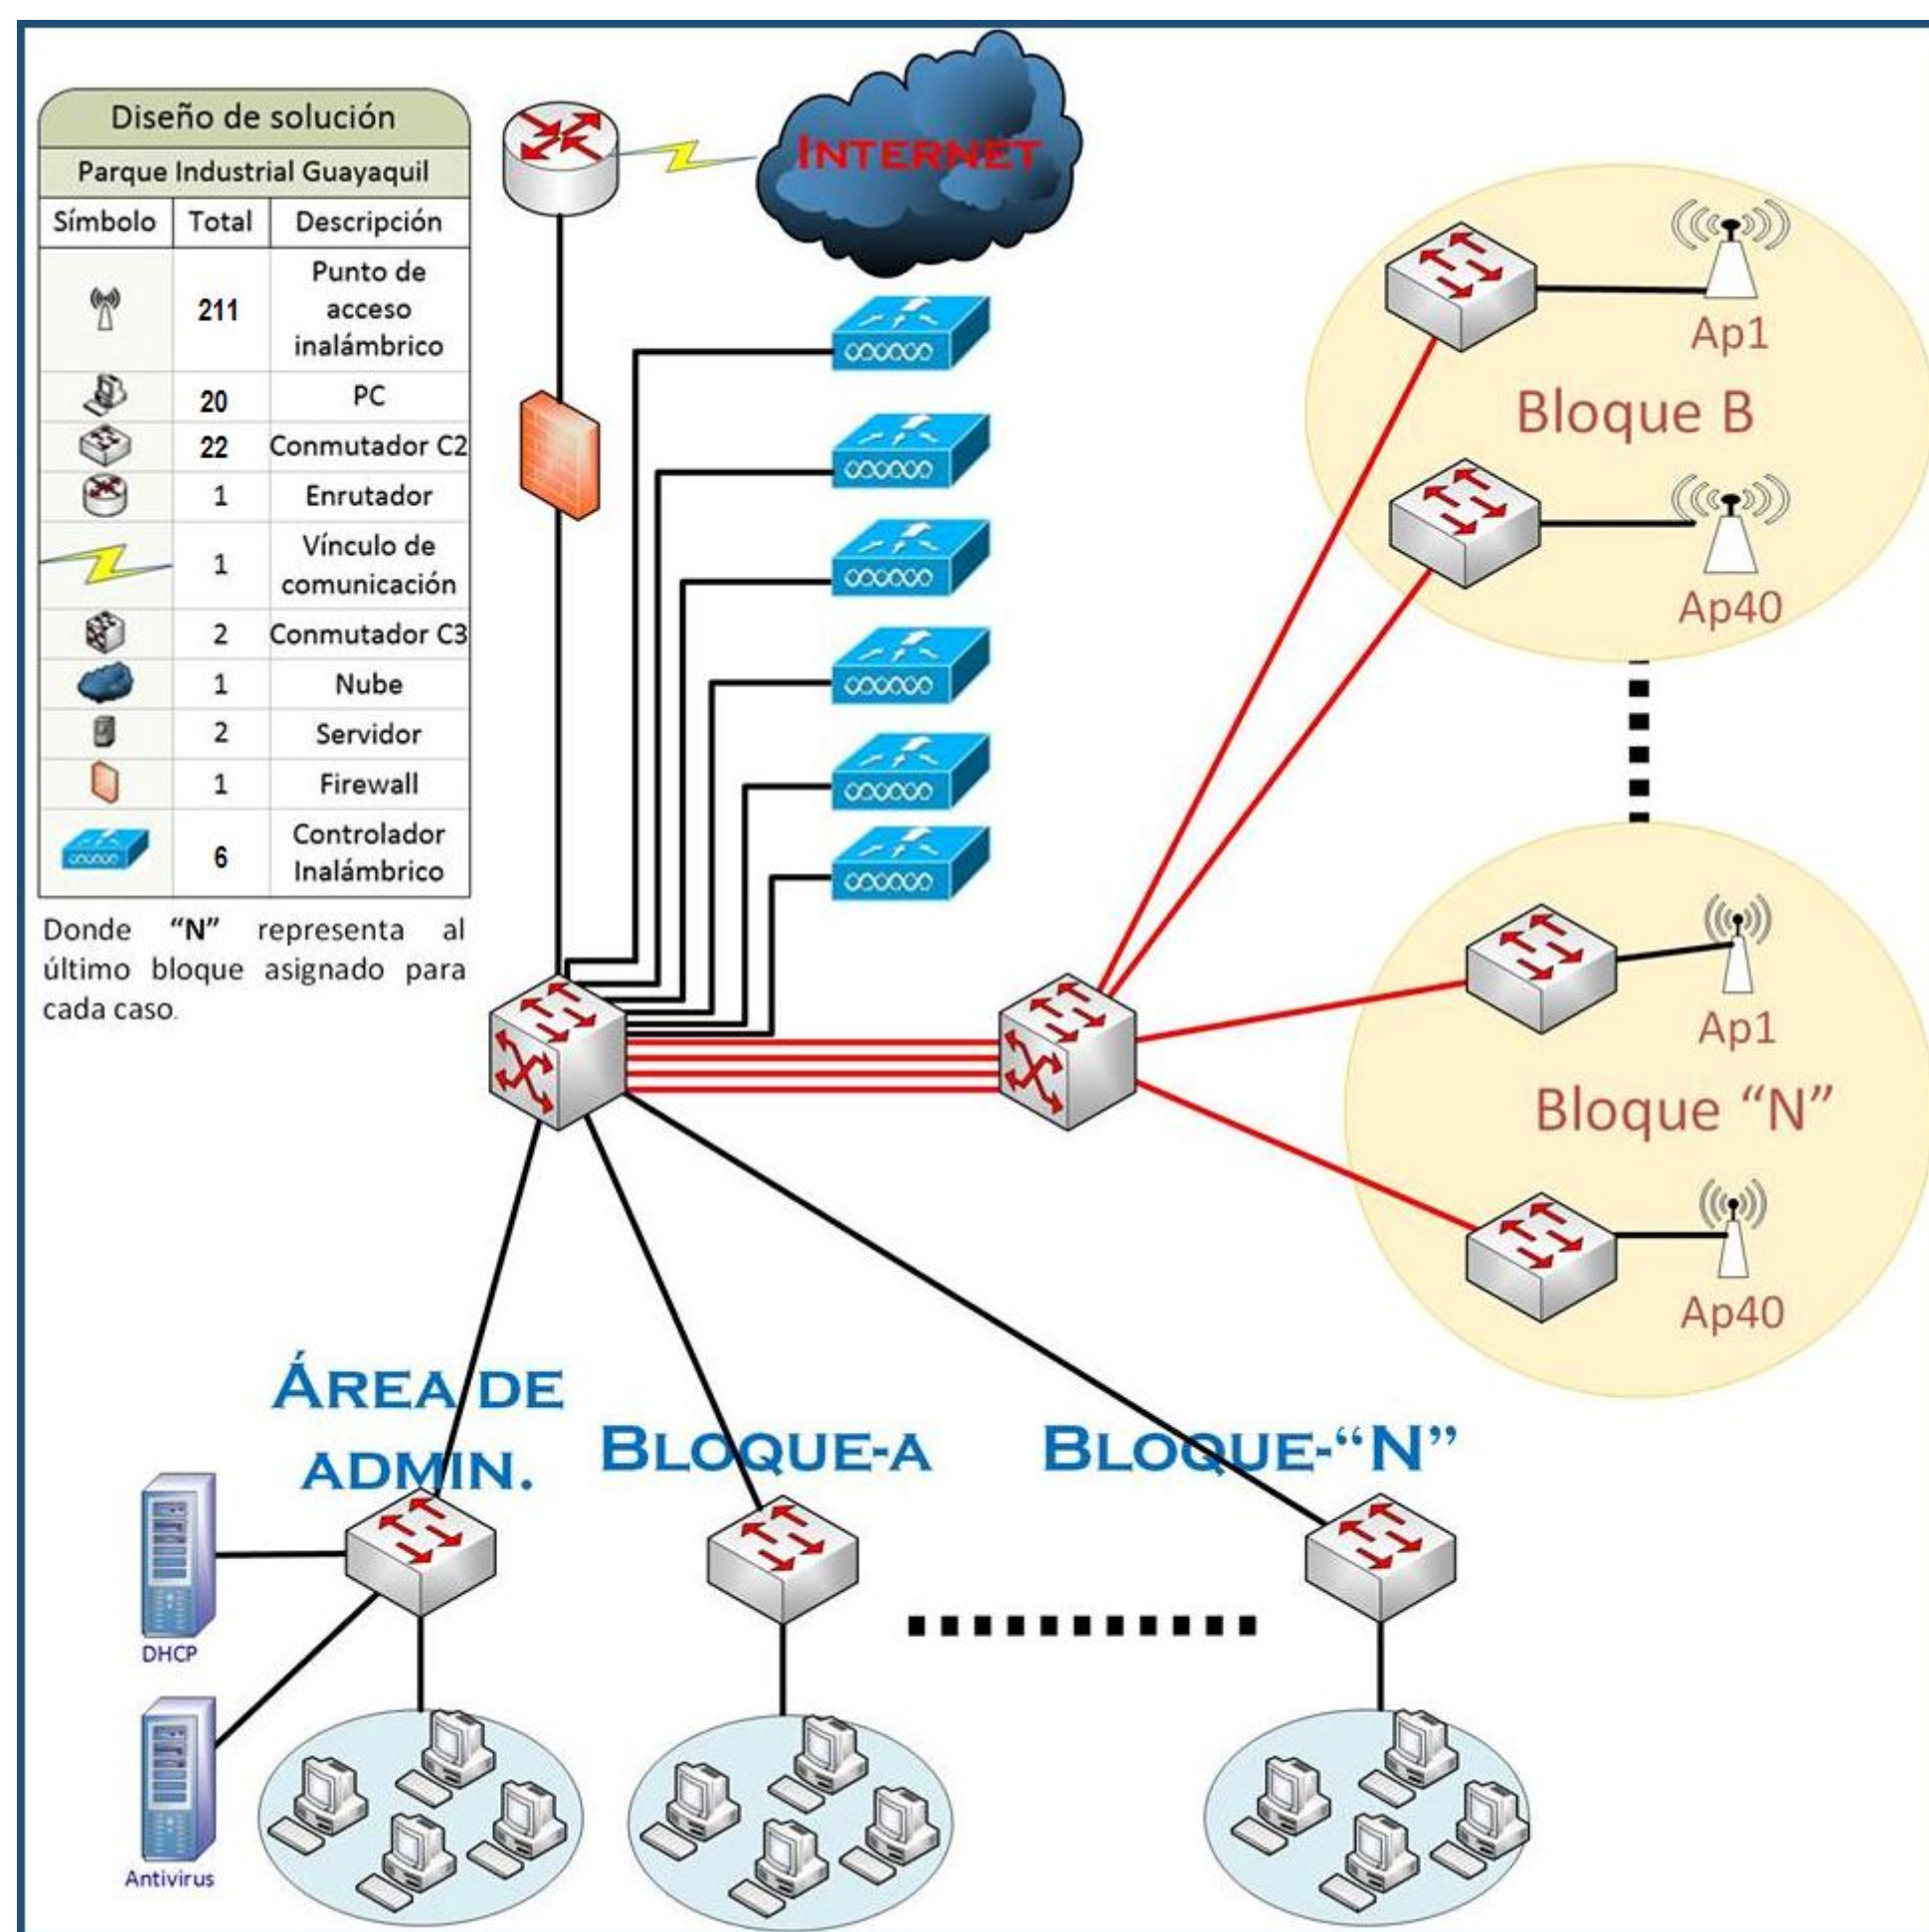 Diseño de solución
Parque Industrial Guayaquil
Símbolo Total Descripción
211 Punto de
acceso
inalámbrico
20 PC
22 Conmutador C2
1 Enrutador
1 Vínculo de
comunicación
2 Conmutador C3
1 Nube
2 Servidor
1 Firewall
6 Controlador
Inalámbrico
Donde “N” representa al
último bloque asignado para
cada caso.
INTERNET
Ap1
Bloque B
Ap40
Ap1
Bloque “N”
Ap40
ÁREA DE
ADMIN.
BLOQUE-A
BLOQUE-“N”
DHCP
Antivirus